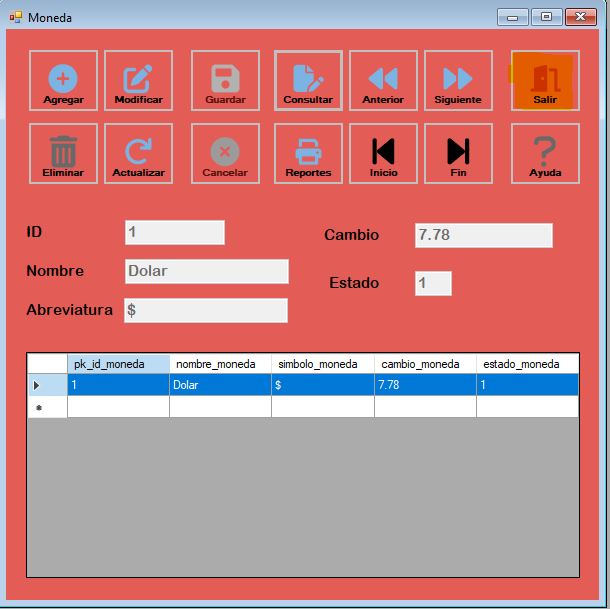 Moneda
Agregar Modificar Guardar Consultar Anterior Siguiente Salir
Eliminar Actualizar Cancelar Reportes Inicio Fin Ayuda
ID 1 Cambio 7.78
Nombre Dolar Estado 1
Abreviatura $
pk_id_moneda nombre_moneda simbolo_moneda cambio_moneda estado_moneda
1 Dolar $ 7.78 1